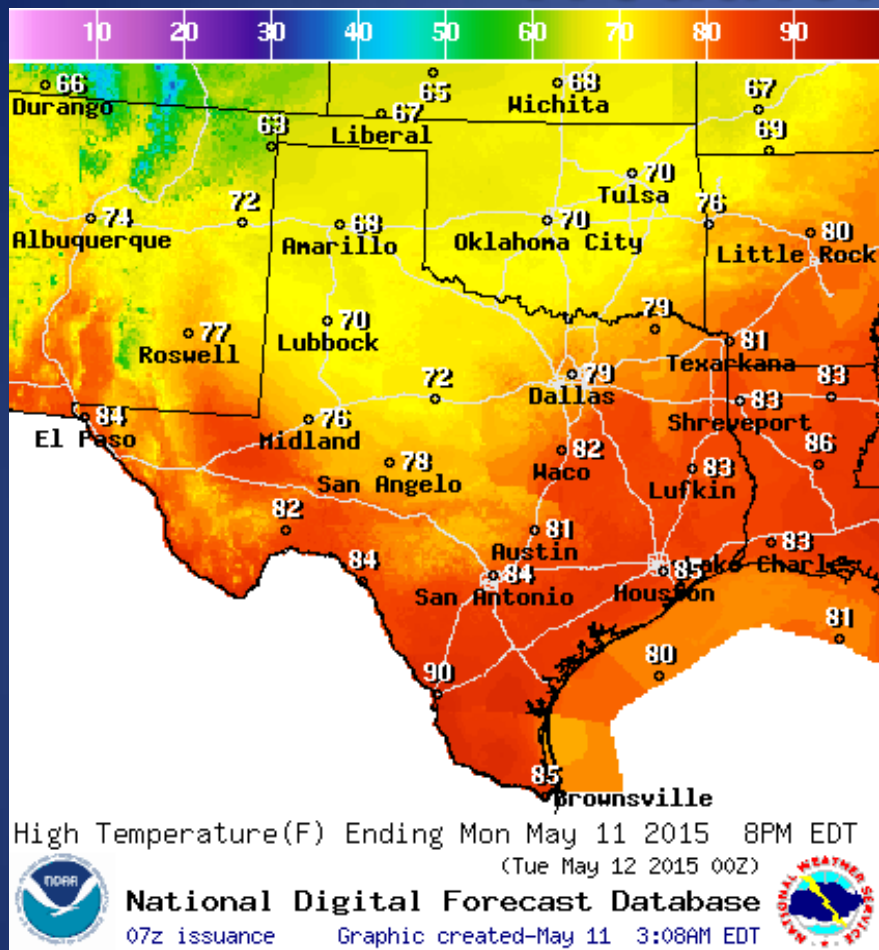 10 20 30 40 50 60 70 80 90
66 Durango
65
67 Liberal
68 Wichita
67
69
63
70 Tulsa
74 Albuquerque
72
68 Amarillo
70 Oklahoma City
76
80 Little Rock
77 Roswell
70 Lubbock
79
81 Texarkana
72
79 Dallas
83 Shreveport
83
84 El Paso
76 Midland
78 San Angelo
82 Waco
83 Lufkin
86
82
81 Austin
83 Lake Charles
84
84 San Antonio
85 Houston
81
80
90
85 Brownsville
High Temperature(F) Ending Mon May 11 2015 8PM EDT
(Tue May 12 2015 00Z)
NOAA
National Digital Forecast Database
07z issuance Graphic created-May 11 3:08AM EDT
NATIONAL WEATHER SERVICE